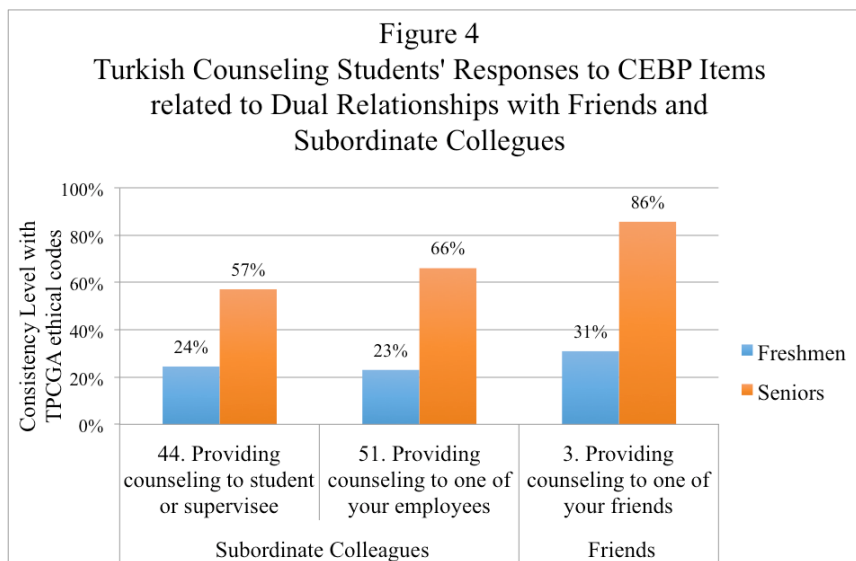 Figure 4
Turkish Counseling Students' Responses to CEBP Items
related to Dual Relationships with Friends and
Subordinate Collegues
Consistency Level with
TPCGA ethical codes
100%
80%
60%
40%
20%
0%
24%
57%
23%
66%
31%
86%
44. Providing
counseling to student
or supervisee
51. Providing
counseling to one of
your employees
3. Providing
counseling to one of
your friends
Subordinate Colleagues
Friends
Freshmen
Seniors